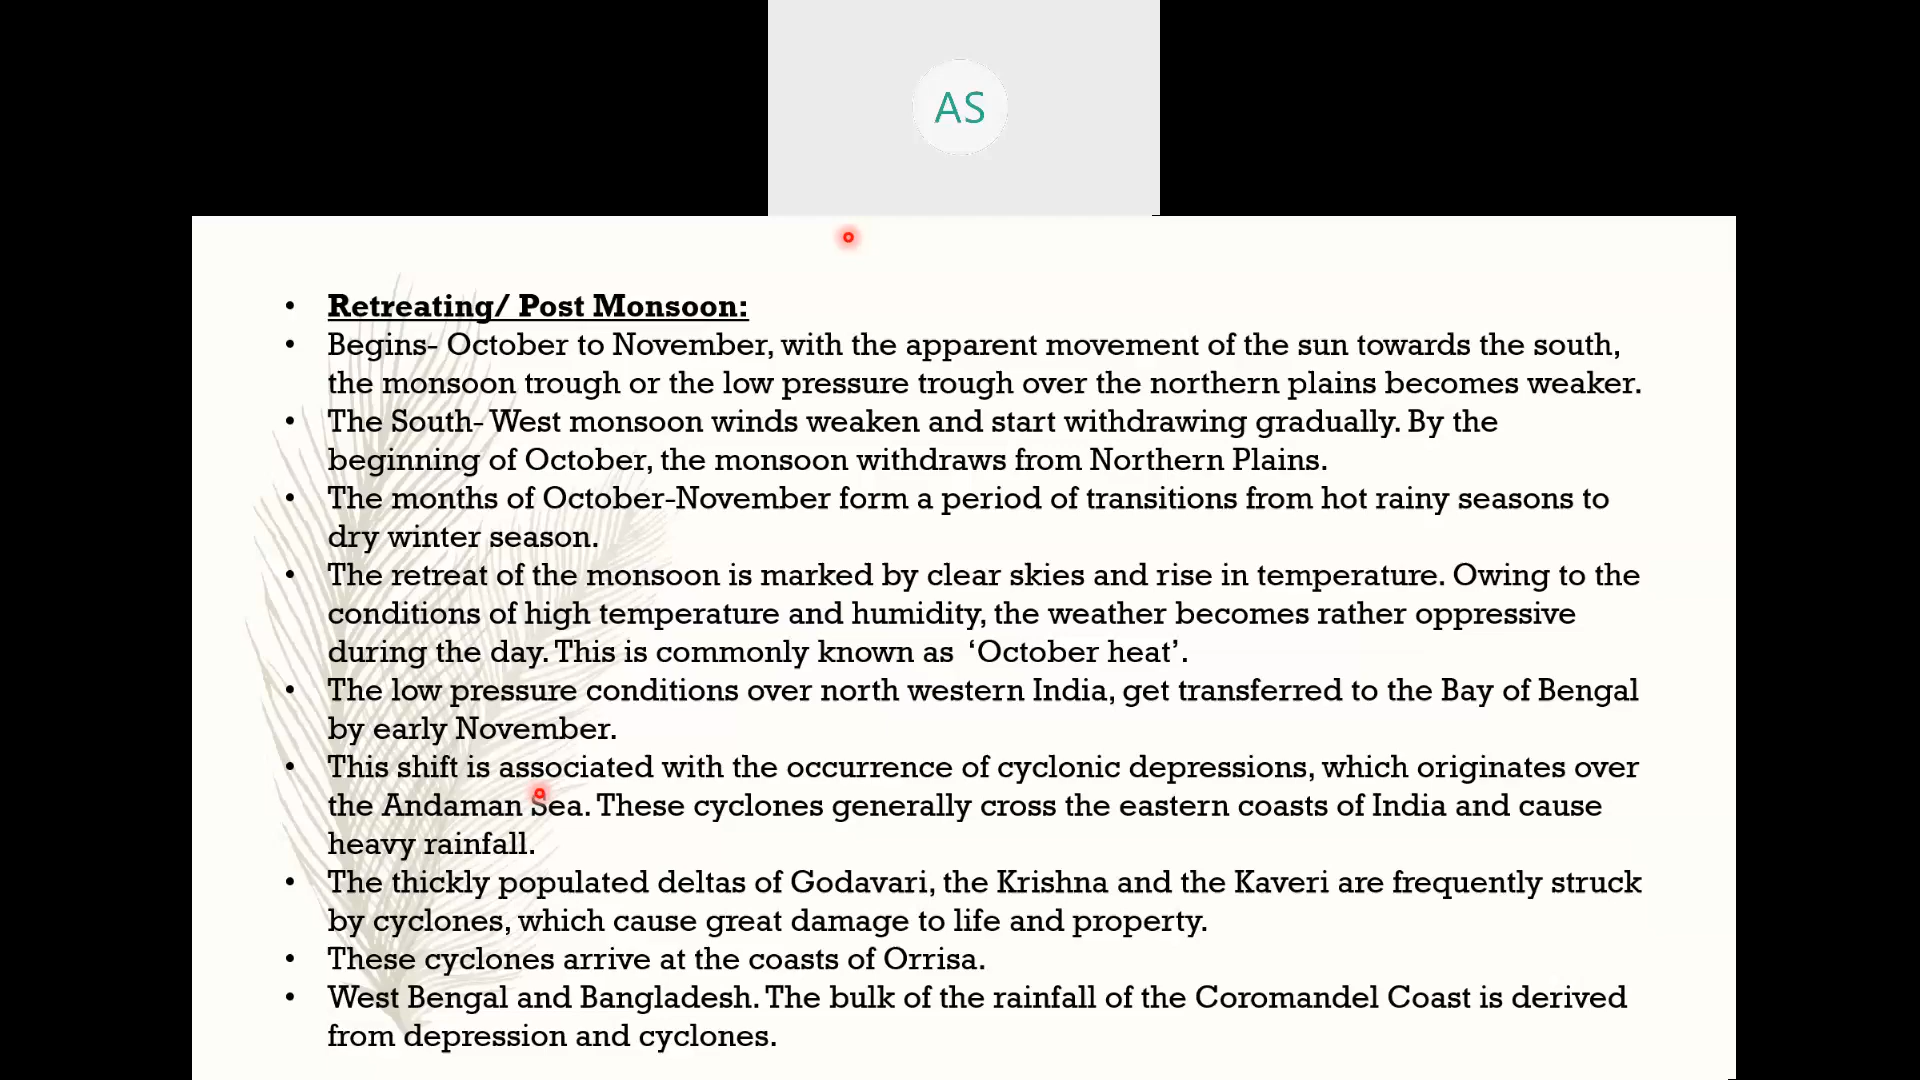 AS
• Retreating/ Post Monsoon:
• Begins- October to November, with the apparent movement of the sun towards the south,
the monsoon trough or the low pressure trough over the northern plains becomes weaker.
• The South- West monsoon winds weaken and start withdrawing gradually. By the
beginning of October, the monsoon withdraws from Northern Plains.
• The months of October-November form a period of transitions from hot rainy seasons to
dry winter season.
• The retreat of the monsoon is marked by clear skies and rise in temperature. Owing to the
conditions of high temperature and humidity, the weather becomes rather oppressive
during the day. This is commonly known as ‘October heat’.
• The low pressure conditions over north western India, get transferred to the Bay of Bengal
by early November.
• This shift is associated with the occurrence of cyclonic depressions, which originates over
the Andaman Sea. These cyclones generally cross the eastern coasts of India and cause
heavy rainfall.
• The thickly populated deltas of Godavari, the Krishna and the Kaveri are frequently struck
by cyclones, which cause great damage to life and property.
• These cyclones arrive at the coasts of Orrisa.
• West Bengal and Bangladesh. The bulk of the rainfall of the Coromandel Coast is derived
from depression and cyclones.